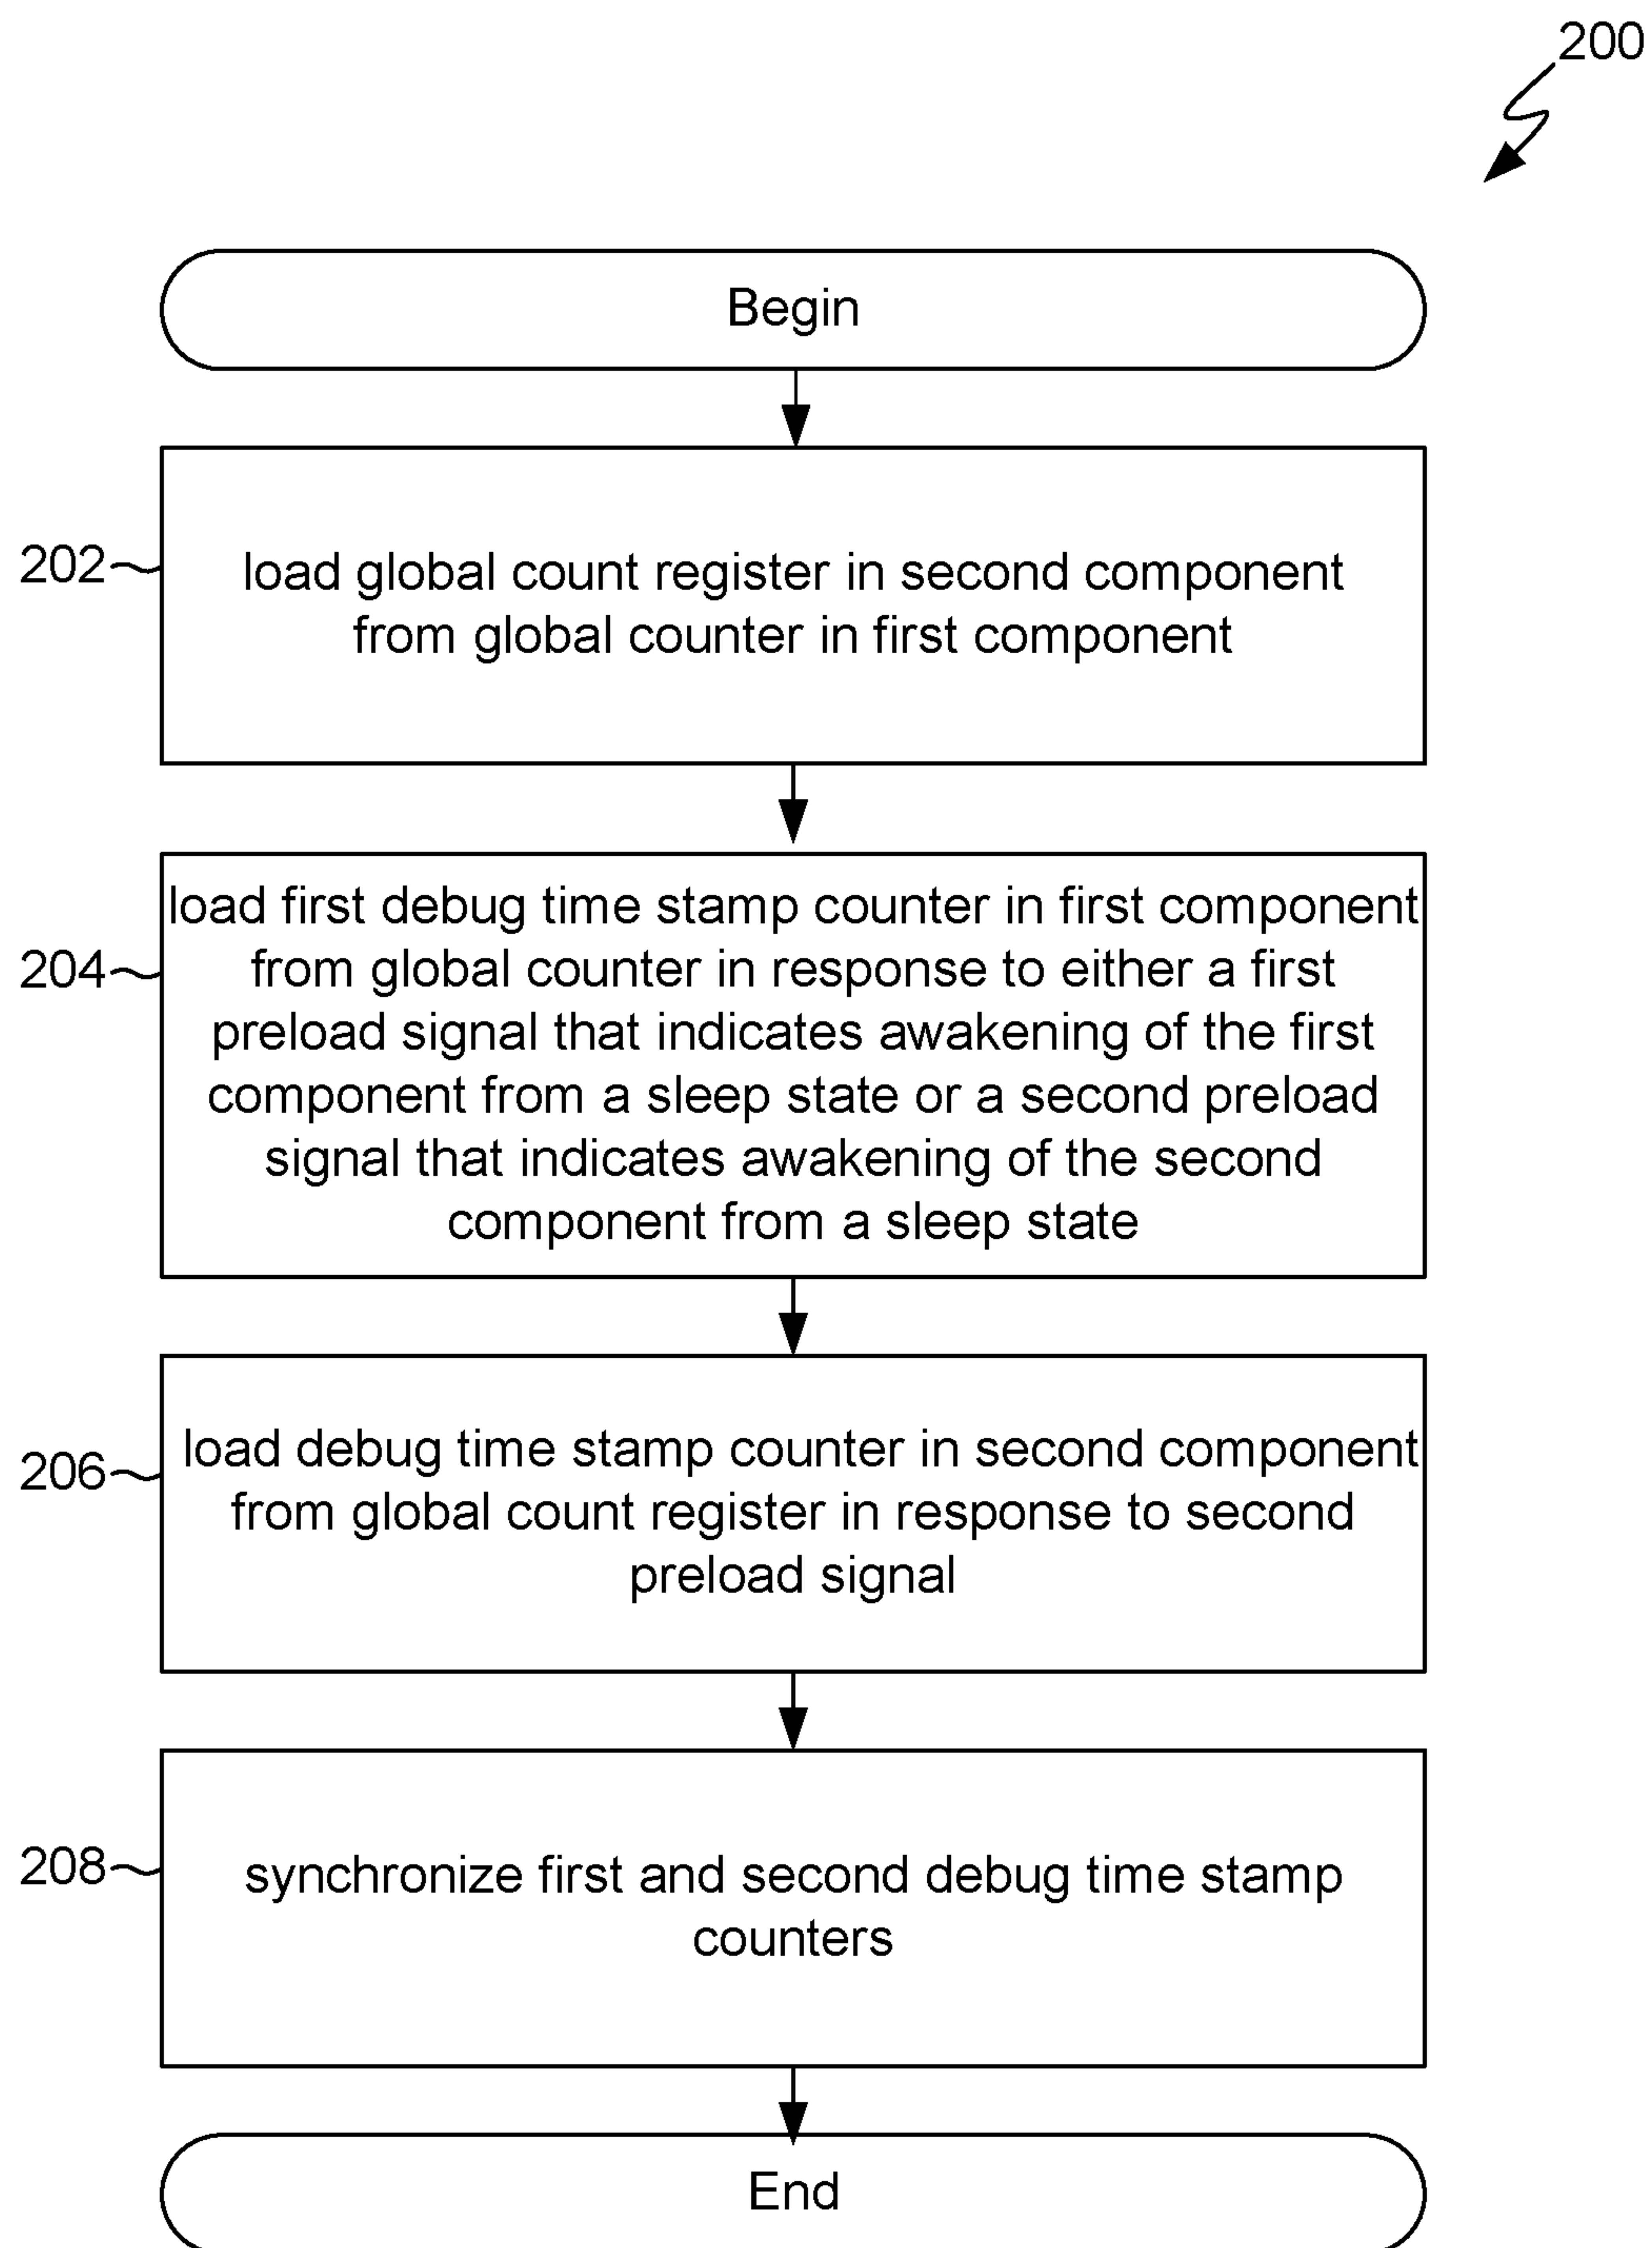 200
Begin
202
load global count register in second component
from global counter in first component
load first debug time stamp counter in first component
204
from global counter in response to either a first
preload signal that indicates awakening of the first
component from a sleep state or a second preload
signal that indicates awakening of the second
component from a sleep state
206
load debug time stamp counter in second component
from global count register in response to second
preload signal
208
synchronize first and second debug time stamp
counters
End